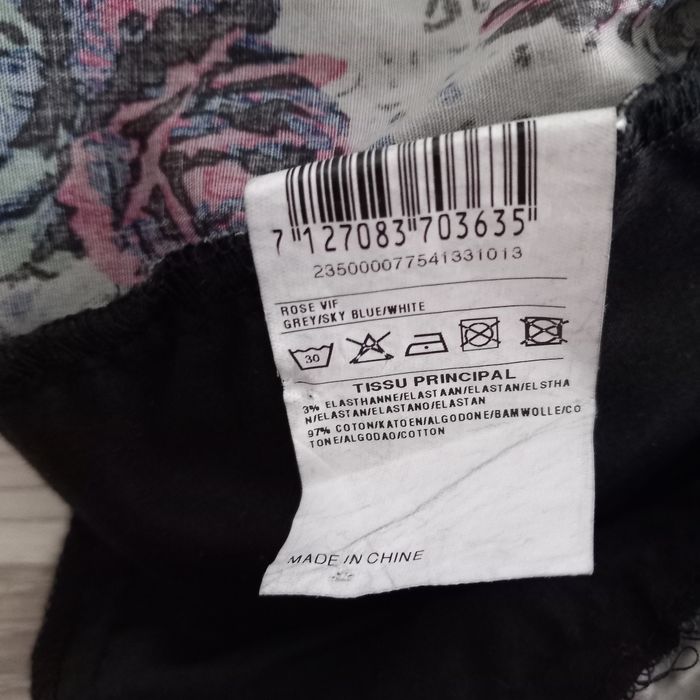 7 127083 703635
235000077541331013
ROSE VIF
GREY/SKY BLUE/WHITE
30
TISSU PRINCIPAL
3% ELASTHANNE/ELASTAAN/ELASTAN/ELSTHA
N/ELASTAN/ELASTANO/ELASTAN
97% COTON/KATOEN/ALGODONE/BAMWOLLE/CO
TONE/ALGODAO/COTTON
MADE IN CHINE